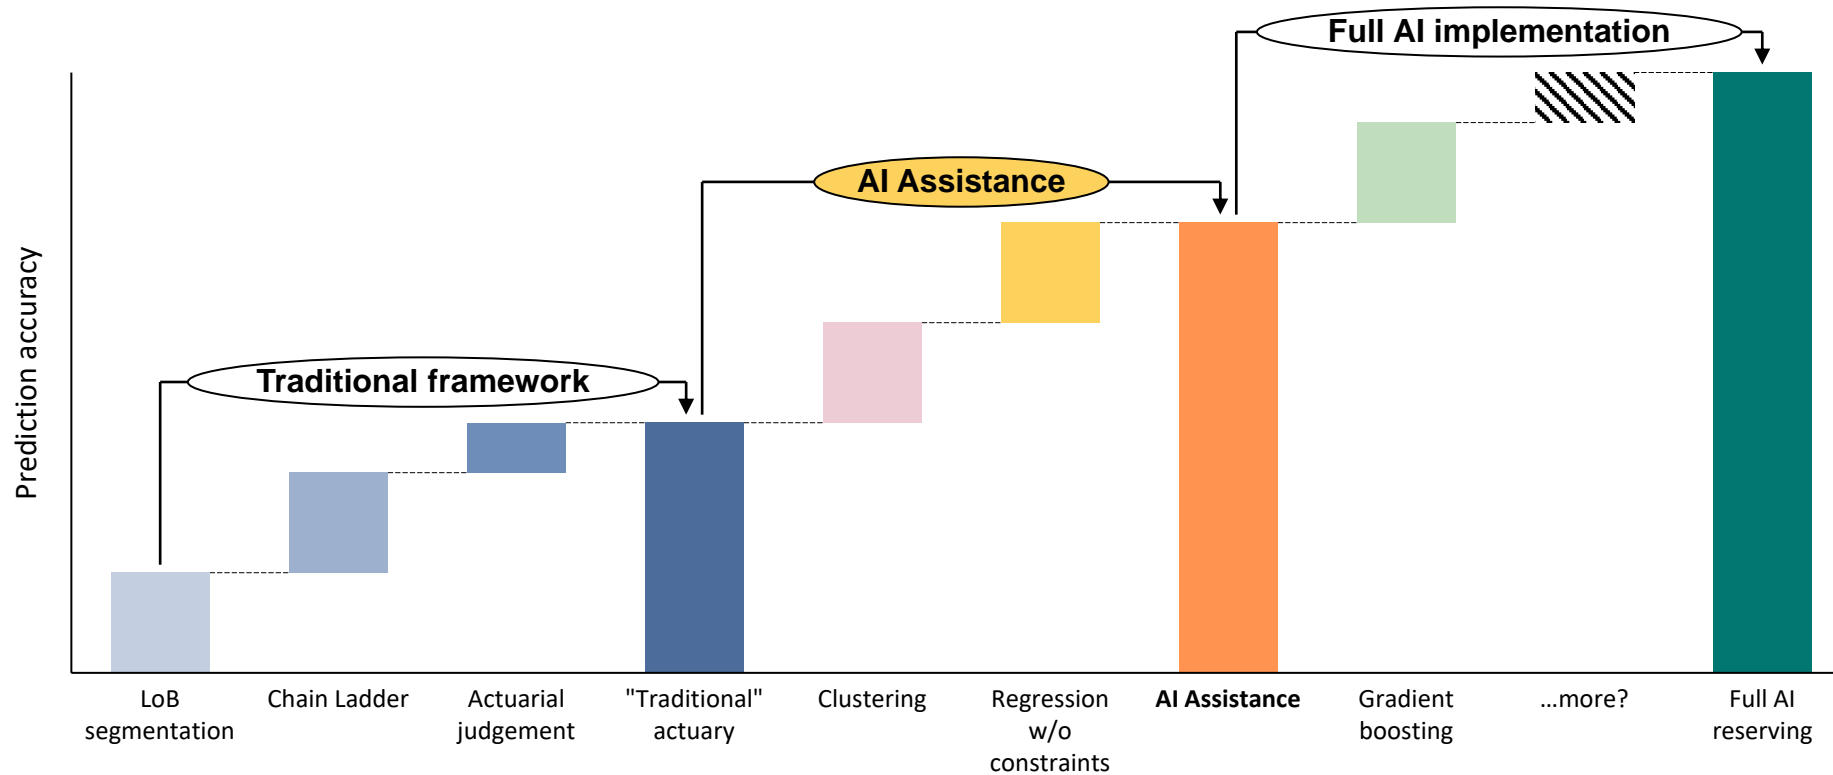 Full AI implementation
AI Assistance
Traditional framework
Prediction accuracy
LoB
segmentation
Chain Ladder
Actuarial
judgement
"Traditional"
actuary
Clustering
Regression
w/o
constraints
AI Assistance
Gradient
boosting
...more?
Full AI
reserving